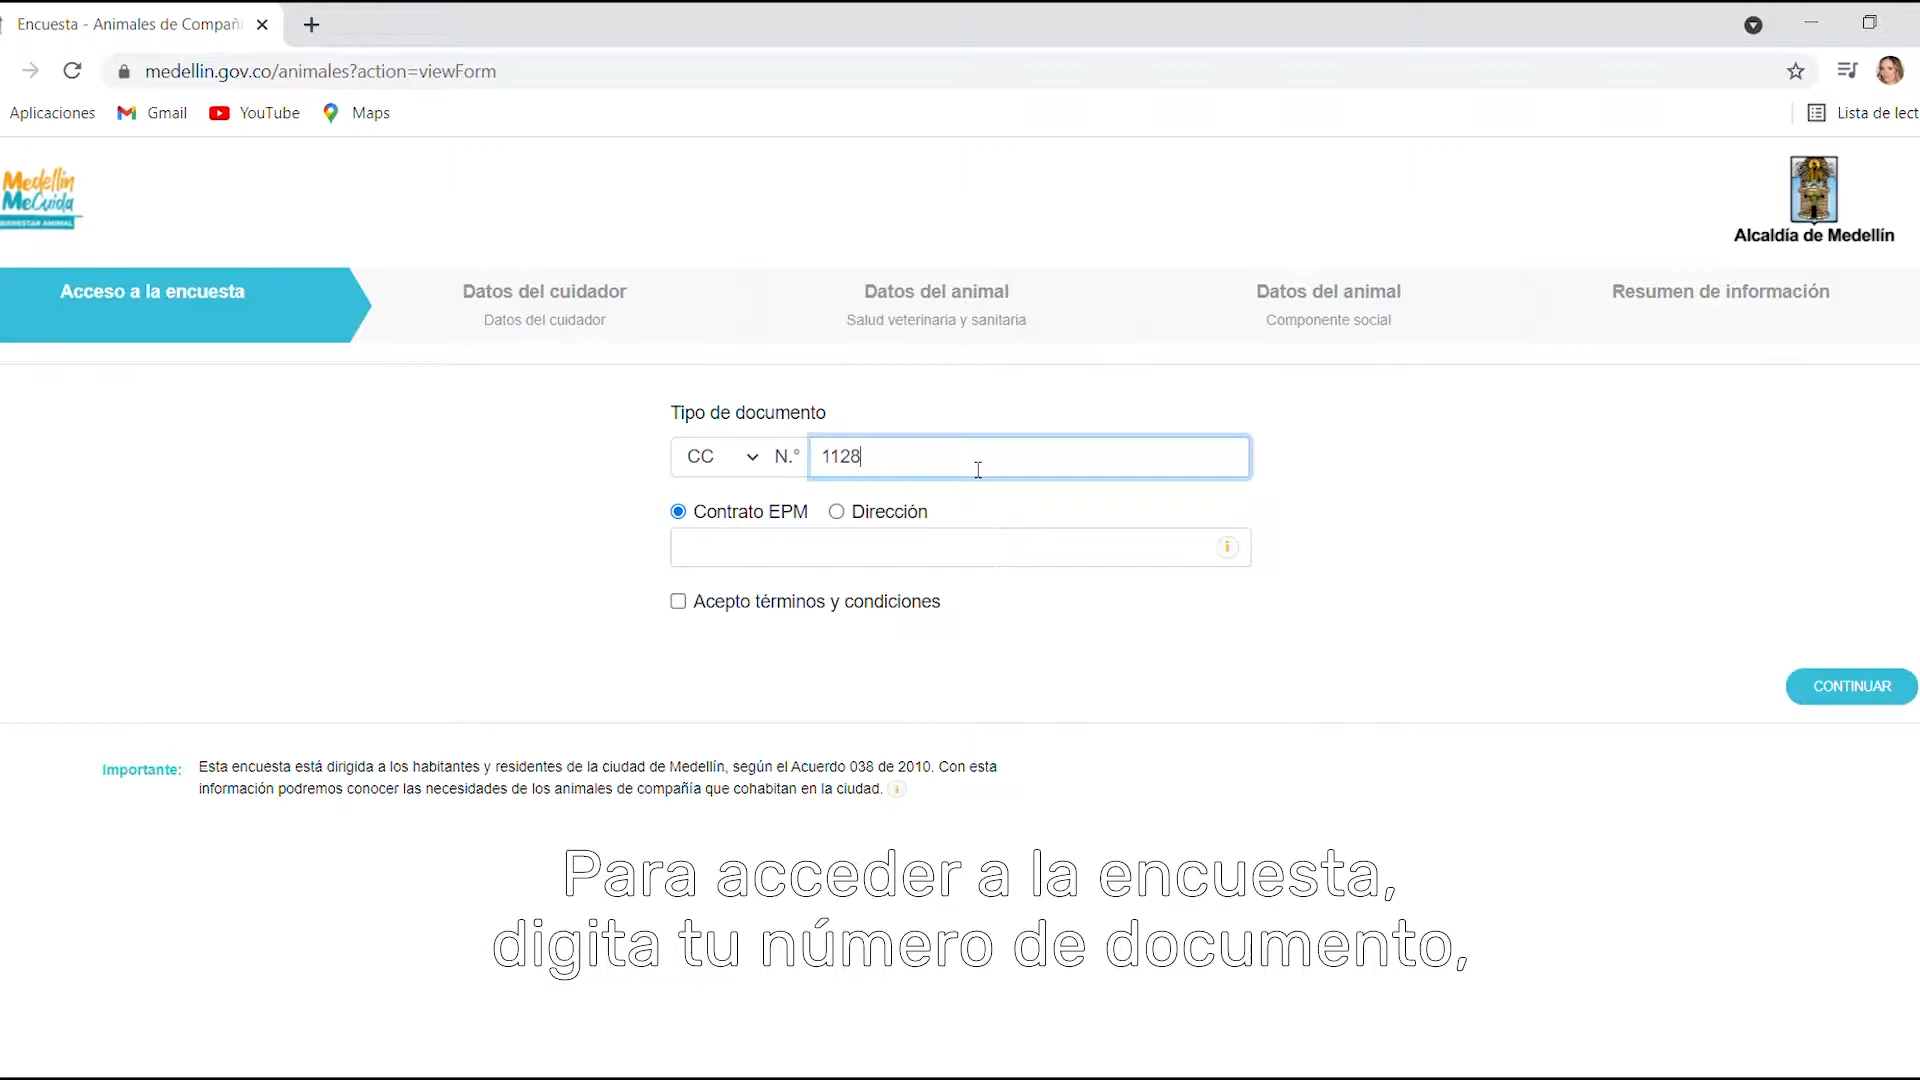 Encuesta - Animales de Compañ
medellin.gov.co/animales?action=viewForm
Aplicaciones Gmail YouTube Maps Lista de lect
Medellín
MeCuida
BIENESTAR ANIMAL
Alcaldía de Medellín
Acceso a la encuesta
Datos del cuidador
Datos del cuidador
Datos del animal
Salud veterinaria y sanitaria
Datos del animal
Componente social
Resumen de información
Tipo de documento
CC N.° 1128
Contrato EPM Dirección
Acepto términos y condiciones
CONTINUAR
Importante: Esta encuesta está dirigida a los habitantes y residentes de la ciudad de Medellín, según el Acuerdo 038 de 2010. Con esta
información podremos conocer las necesidades de los animales de compañía que cohabitan en la ciudad.
Para acceder a la encuesta,
digita tu número de documento,